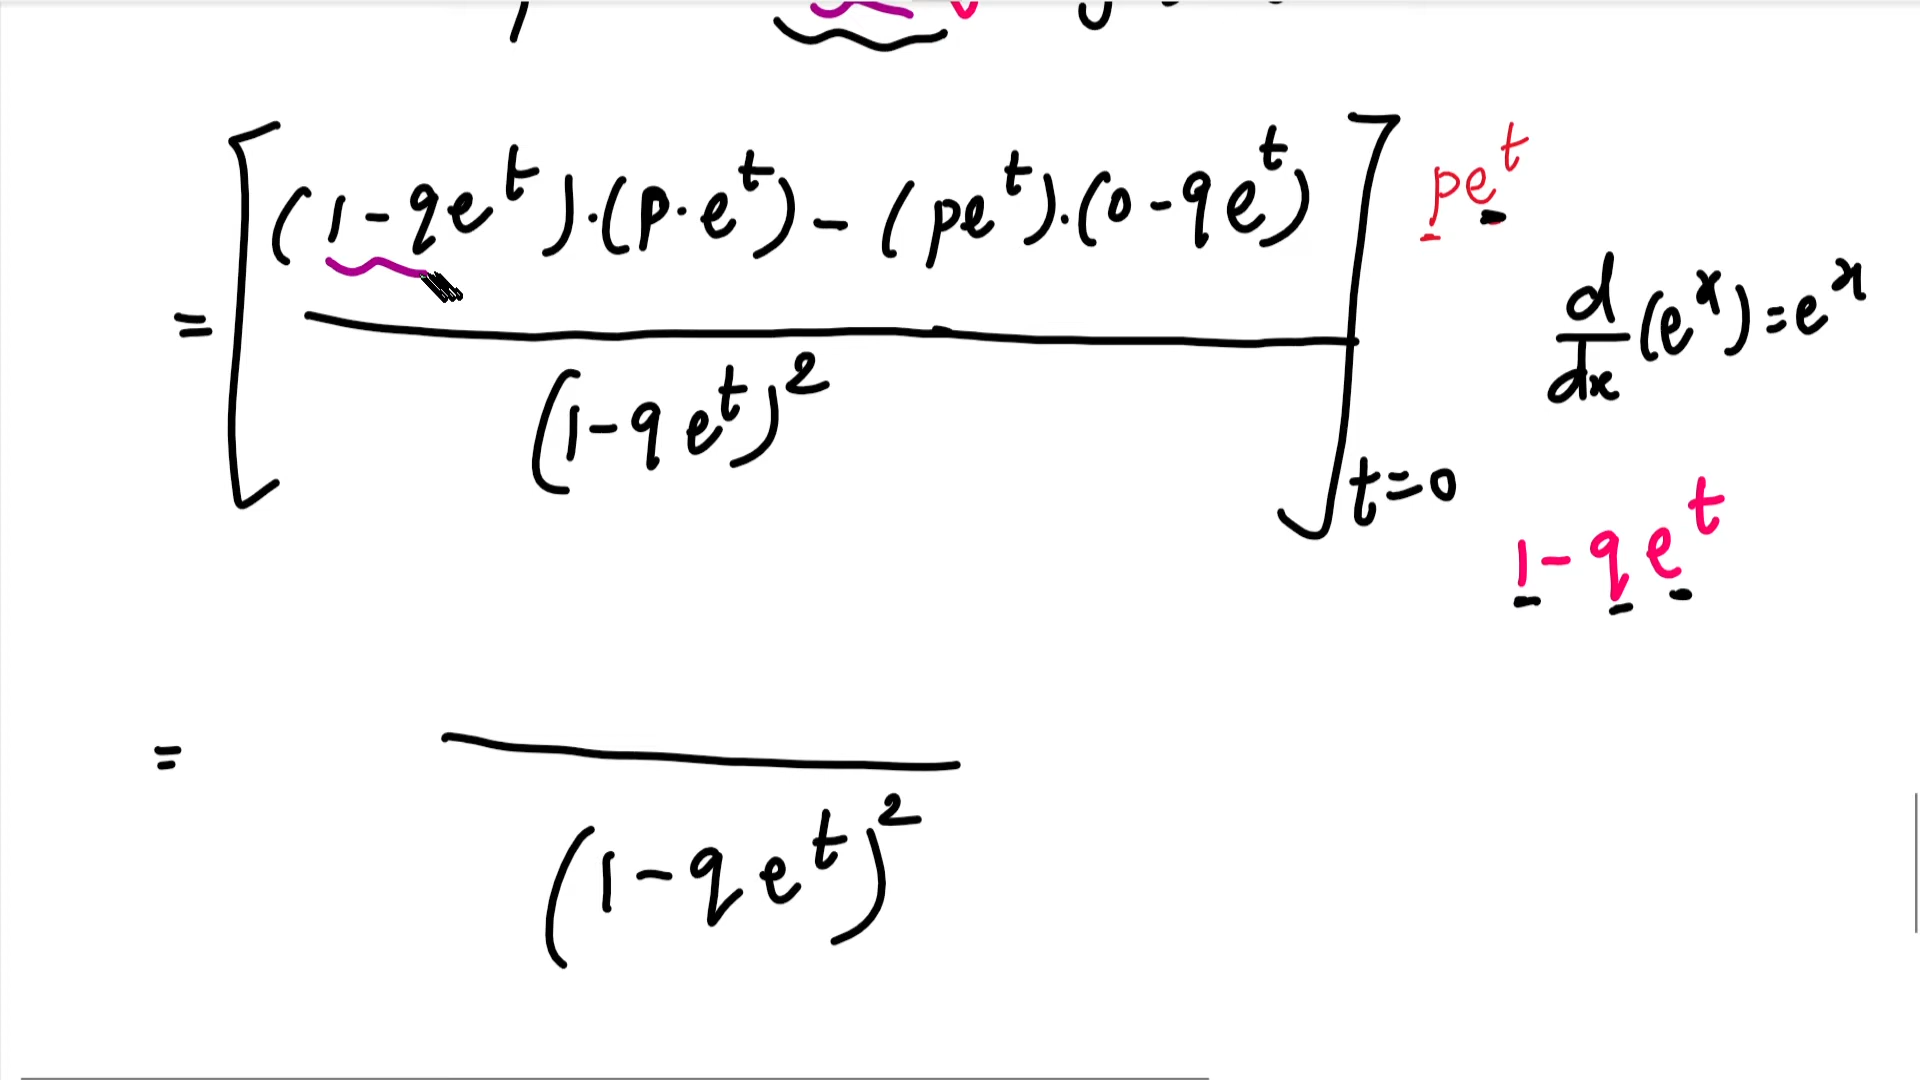 = [ (1-qe^t).(p.e^t) - (pe^t).(0-qe^t)
(1-qe^t)^2 ] t=0
pe^t
d/dx (e^x) = e^x
1-qe^t
=
(1-qe^t)^2